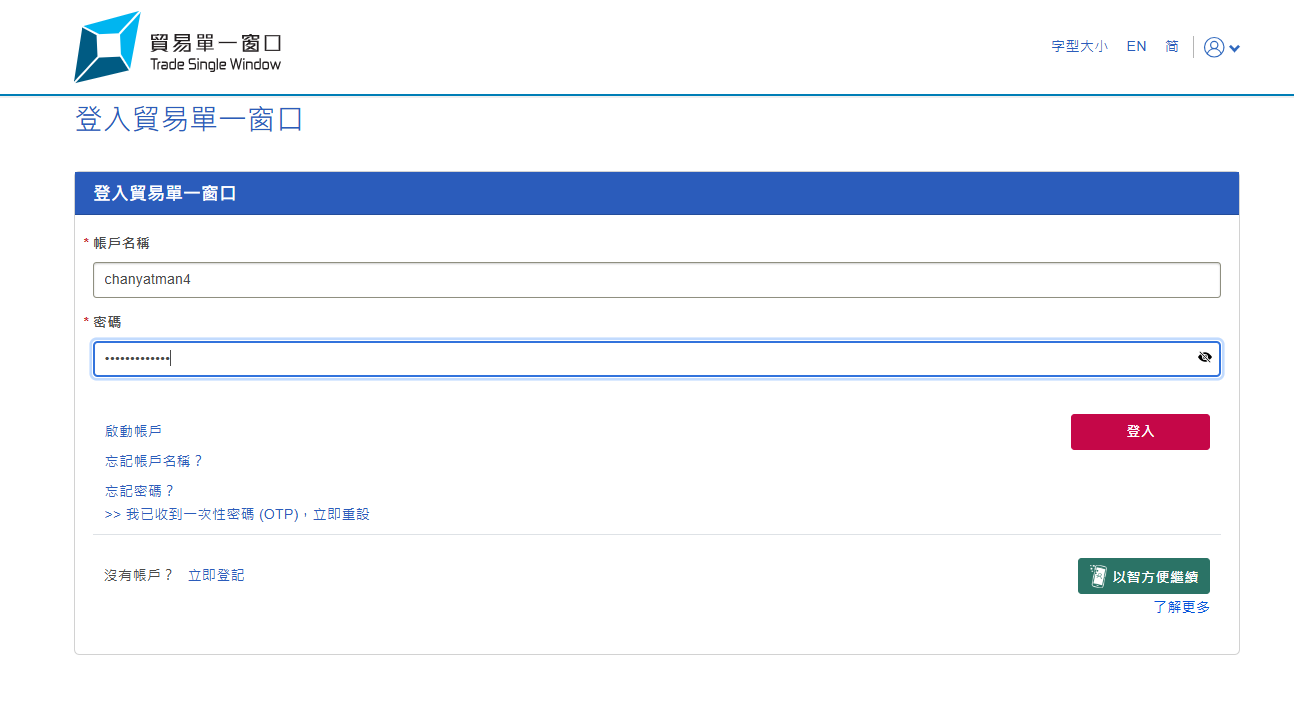 貿易單一窗口
Trade Single Window
字型大小 EN 简
登入貿易單一窗口
登入貿易單一窗口
* 帳戶名稱
chanyatman4
* 密碼
•••••••••••••
啟動帳戶
登入
忘記帳戶名稱？
忘記密碼？
>> 我已收到一次性密碼 (OTP)，立即重設
沒有帳戶？ 立即登記
以智方便繼續
了解更多